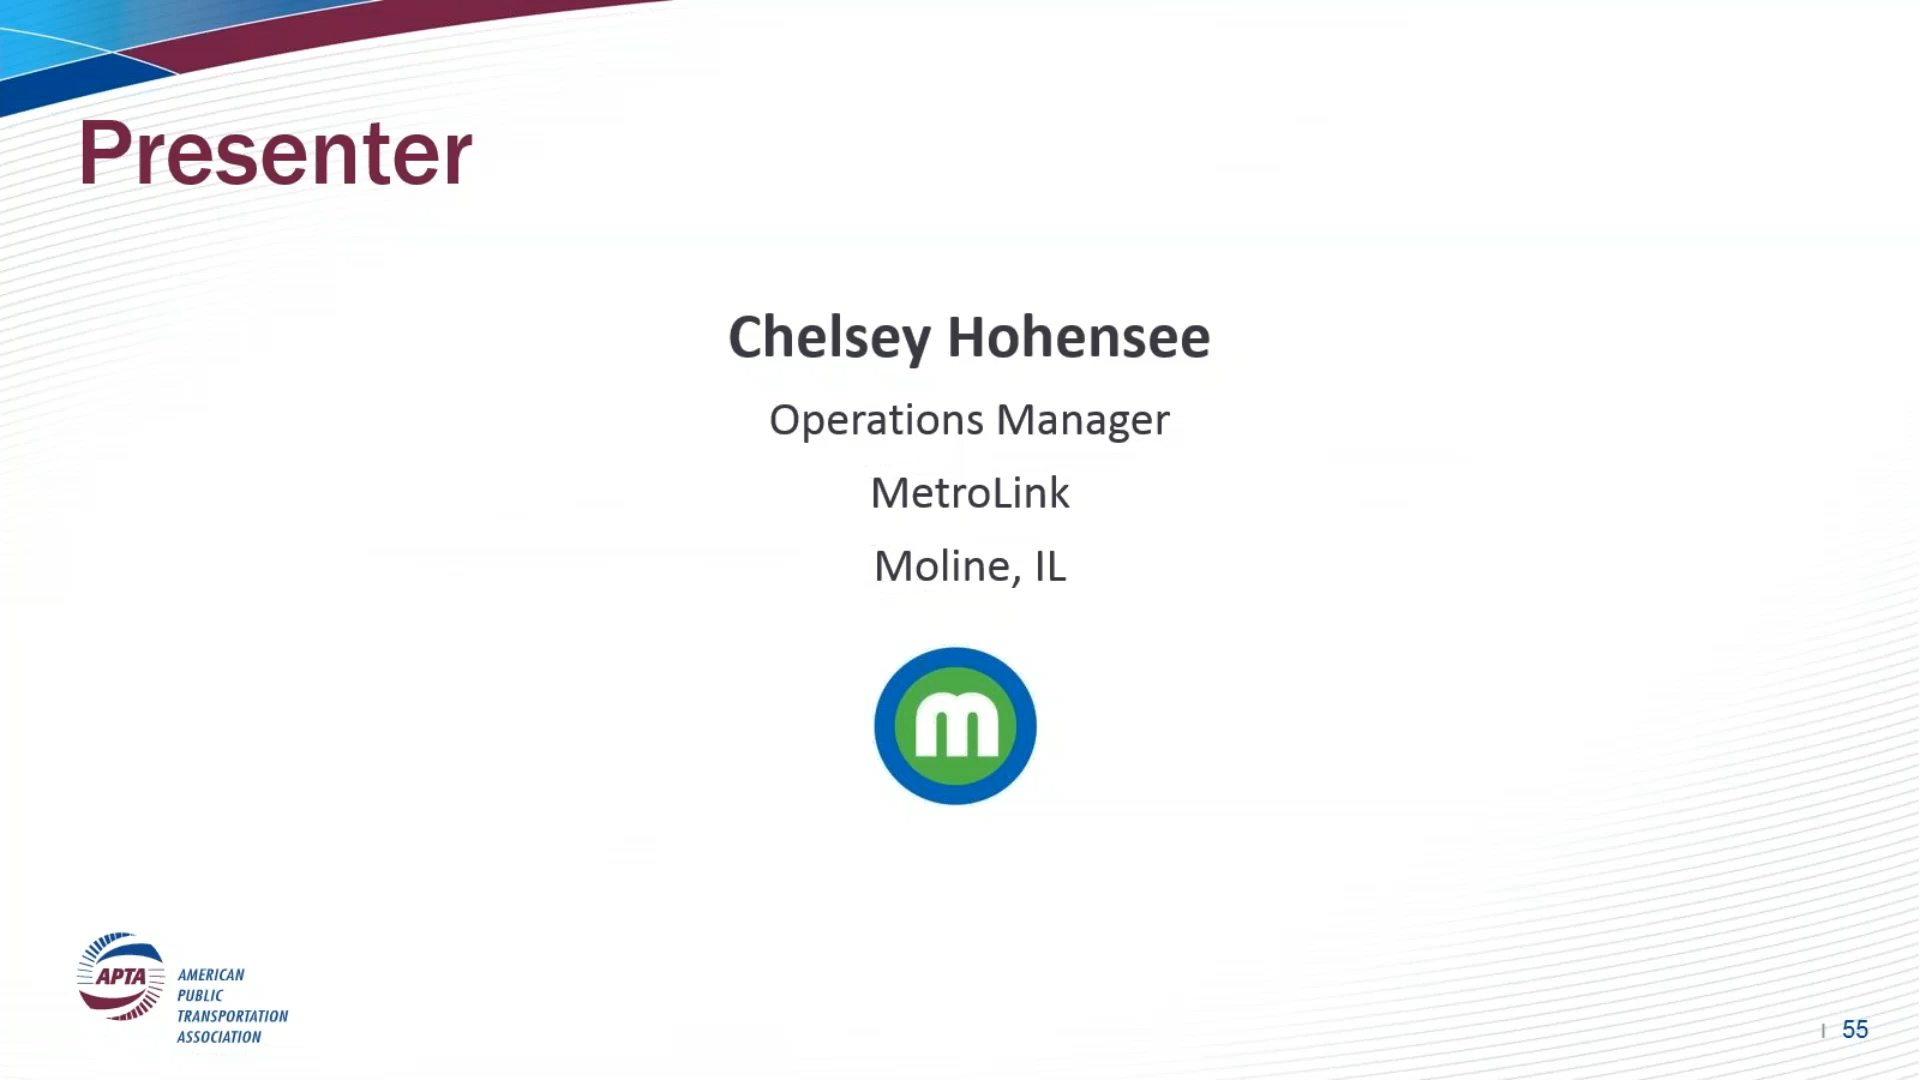 Presenter
Chelsey Hohensee
Operations Manager
MetroLink
Moline, IL
m
APTA
AMERICAN
PUBLIC
TRANSPORTATION
ASSOCIATION
| 55